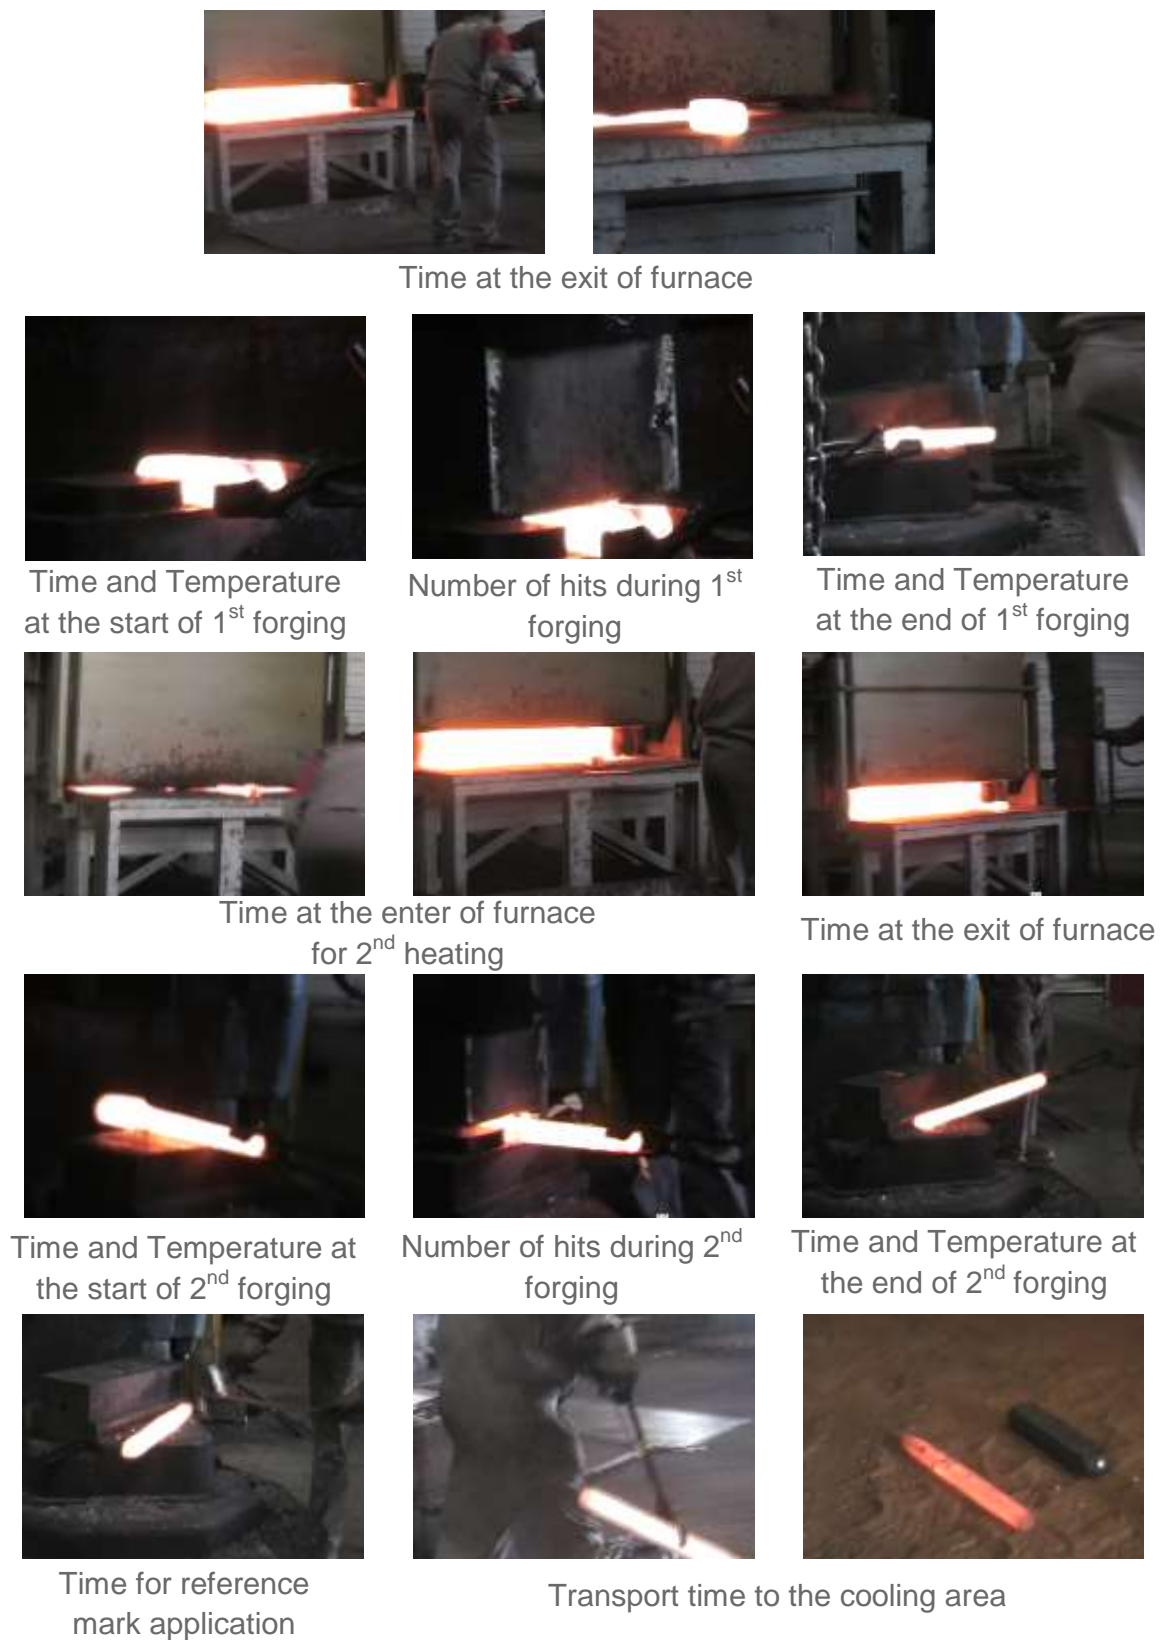 Time at the exit of furnace
Time and Temperature
at the start of 1st forging
Number of hits during 1st
forging
Time and Temperature
at the end of 1st forging
Time at the enter of furnace
for 2nd heating
Time at the exit of furnace
Time and Temperature at
the start of 2nd forging
Number of hits during 2nd
forging
Time and Temperature at
the end of 2nd forging
Time for reference
mark application
Transport time to the cooling area